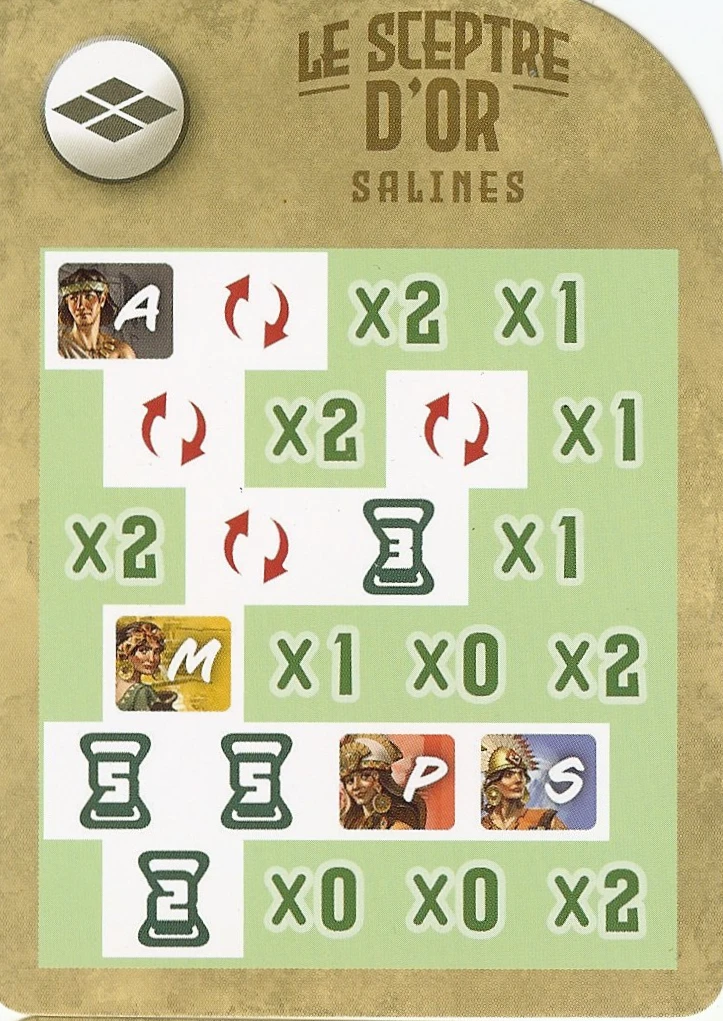 LE SCEPTRE
D'OR
SALINES
A X2 X1
X2 X1
X2 3 X1
M X1 X0 X2
5 5 P S
2 X0 X0 X2